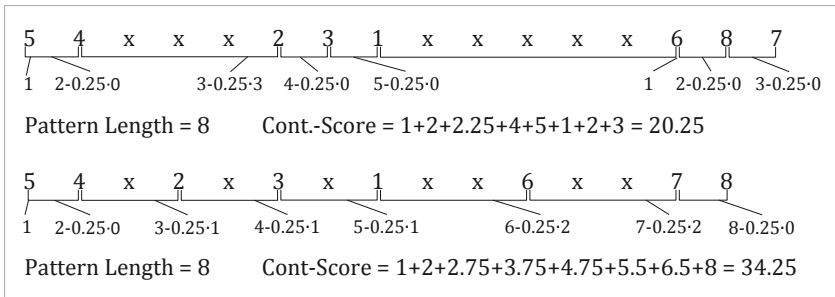 5 4 x x x 2 3 1 x x x x x 6 8 7
1 2-0.25·0 3-0.25·3 4-0.25·0 5-0.25·0 1 2-0.25·0 3-0.25·0
Pattern Length = 8 Cont.-Score = 1+2+2.25+4+5+1+2+3 = 20.25
5 4 x 2 x 3 x 1 x x 6 x x 7 8
1 2-0.25·0 3-0.25·1 4-0.25·1 5-0.25·1 6-0.25·2 7-0.25·2 8-0.25·0
Pattern Length = 8 Cont-Score = 1+2+2.75+3.75+4.75+5.5+6.5+8 = 34.25